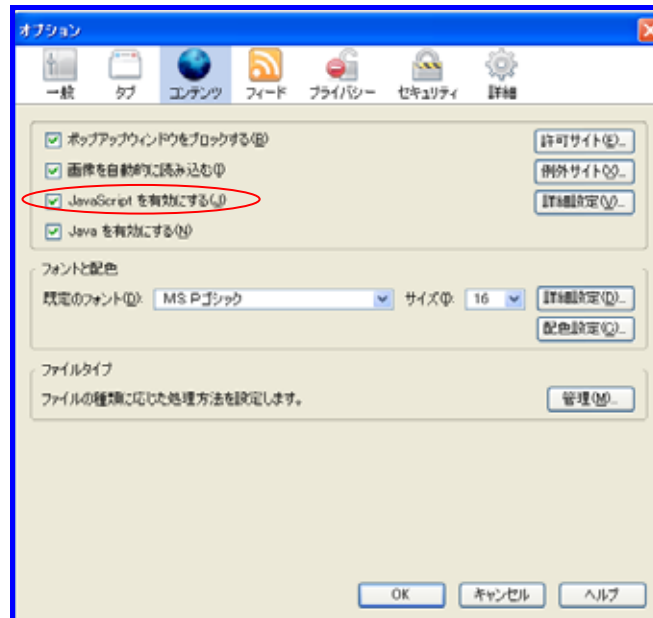 オプション
一般 タブ コンテンツ フィード プライバシー セキュリティ 詳細
ポップアップウィンドウをブロックする(B) 許可サイト(E)...
画像を自動的に読み込む(I) 例外サイト(X)...
JavaScript を有効にする(J) 詳細設定(V)...
Java を有効にする(N)
フォントと配色
既定のフォント(D): MS Pゴシック サイズ(I): 16 詳細設定(D)...
配色設定(C)...
ファイルタイプ
ファイルの種類に応じた処理方法を設定します。 管理(M)...
OK キャンセル ヘルプ